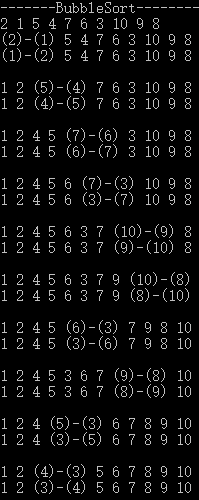 ------BubbleSort-------
2 1 5 4 7 6 3 10 9 8
(2)-(1) 5 4 7 6 3 10 9 8
(1)-(2) 5 4 7 6 3 10 9 8
1 2 (5)-(4) 7 6 3 10 9 8
1 2 (4)-(5) 7 6 3 10 9 8
1 2 4 5 (7)-(6) 3 10 9 8
1 2 4 5 (6)-(7) 3 10 9 8
1 2 4 5 6 (7)-(3) 10 9 8
1 2 4 5 6 (3)-(7) 10 9 8
1 2 4 5 6 3 7 (10)-(9) 8
1 2 4 5 6 3 7 (9)-(10) 8
1 2 4 5 6 3 7 9 (10)-(8)
1 2 4 5 6 3 7 9 (8)-(10)
1 2 4 5 (6)-(3) 7 9 8 10
1 2 4 5 (3)-(6) 7 9 8 10
1 2 4 5 3 6 7 (9)-(8) 10
1 2 4 5 3 6 7 (8)-(9) 10
1 2 4 (5)-(3) 6 7 8 9 10
1 2 4 (3)-(5) 6 7 8 9 10
1 2 (4)-(3) 5 6 7 8 9 10
1 2 (3)-(4) 5 6 7 8 9 10